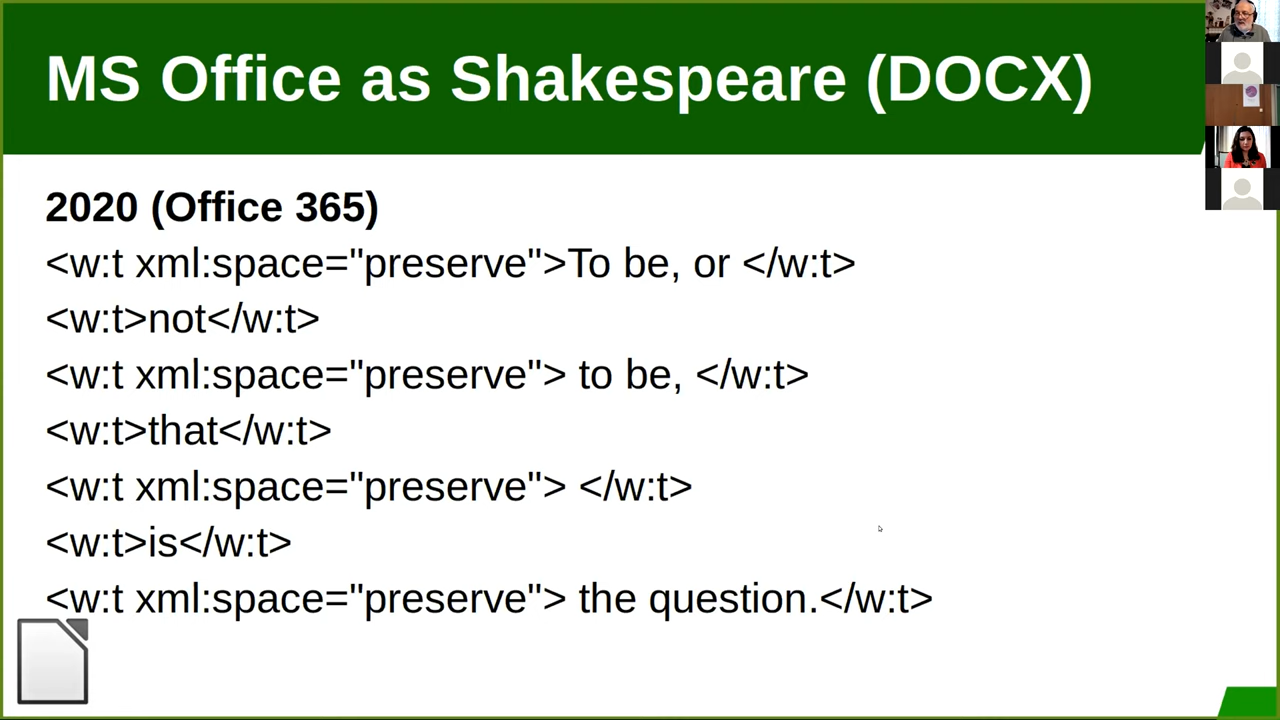 MS Office as Shakespeare (DOCX)
2020 (Office 365)
<w:t xml:space="preserve">To be, or </w:t>
<w:t>not</w:t>
<w:t xml:space="preserve"> to be, </w:t>
<w:t>that</w:t>
<w:t xml:space="preserve"> </w:t>
<w:t>is</w:t>
<w:t xml:space="preserve"> the question.</w:t>